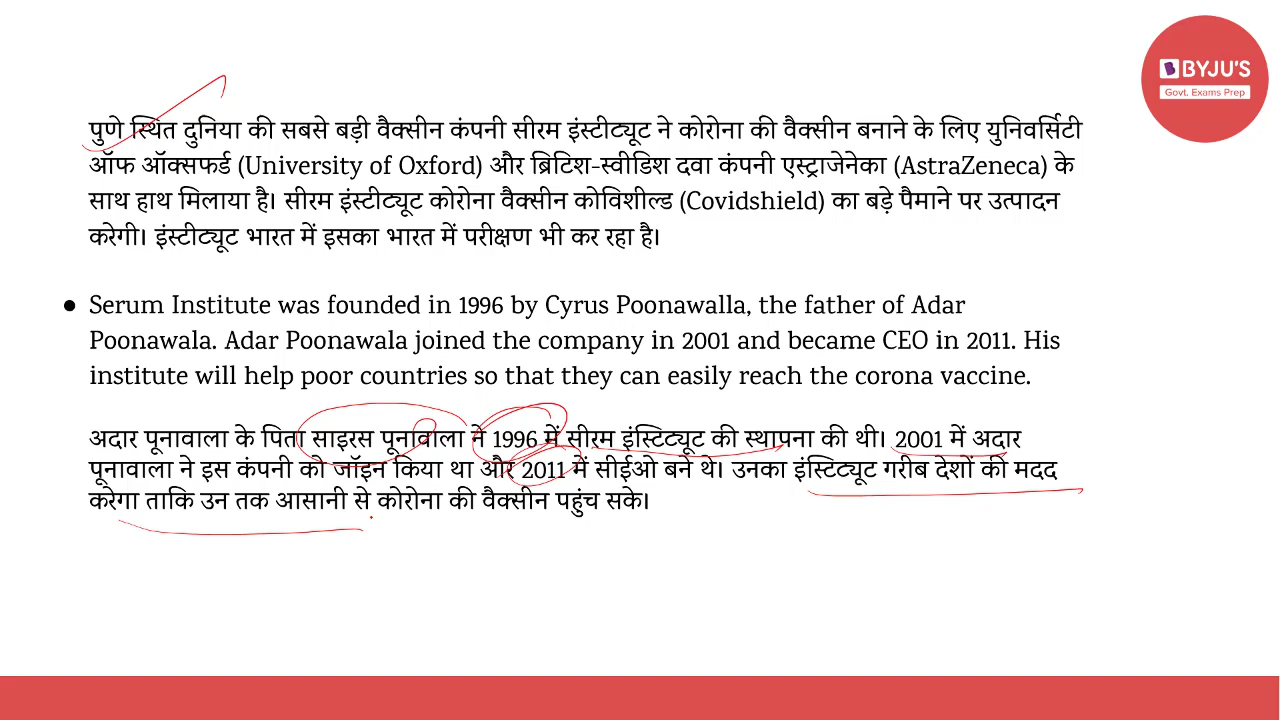 BYJU'S
Govt. Exams Prep
पुणे स्थित दुनिया की सबसे बड़ी वैक्सीन कंपनी सीरम इंस्टीट्यूट ने कोरोना की वैक्सीन बनाने के लिए युनिवर्सिटी
ऑफ ऑक्सफर्ड (University of Oxford) और ब्रिटिश-स्वीडिश दवा कंपनी एस्ट्राजेनेका (AstraZeneca) के
साथ हाथ मिलाया है। सीरम इंस्टीट्यूट कोरोना वैक्सीन कोविशील्ड (Covidshield) का बड़े पैमाने पर उत्पादन
करेगी। इंस्टीट्यूट भारत में इसका भारत में परीक्षण भी कर रहा है।
● Serum Institute was founded in 1996 by Cyrus Poonawalla, the father of Adar
Poonawala. Adar Poonawala joined the company in 2001 and became CEO in 2011. His
institute will help poor countries so that they can easily reach the corona vaccine.
अदार पूनावाला के पिता साइरस पूनावाला ने 1996 में सीरम इंस्टिट्यूट की स्थापना की थी। 2001 में अदार
पूनावाला ने इस कंपनी को जॉइन किया था और 2011 में सीईओ बने थे। उनका इंस्टिट्यूट गरीब देशों की मदद
करेगा ताकि उन तक आसानी से कोरोना की वैक्सीन पहुंच सके।